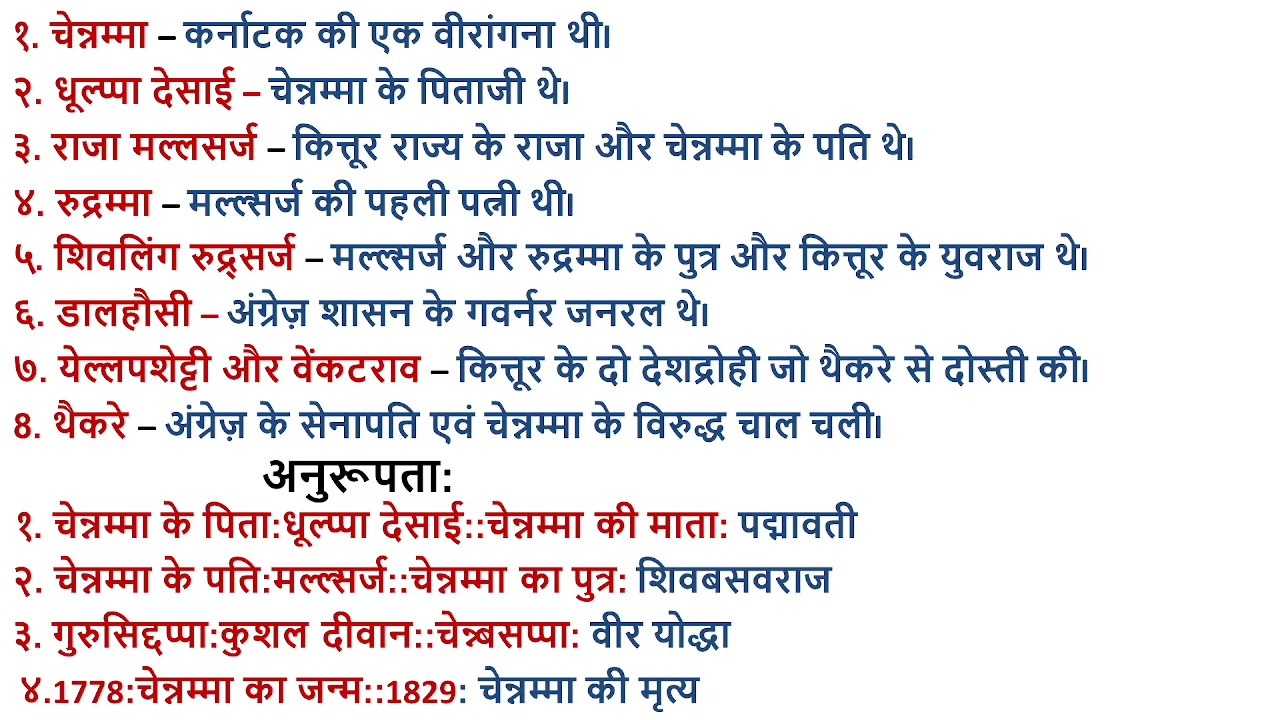 १. चेन्नम्मा – कर्नाटक की एक वीरांगना थी।
२. धूल्प्पा देसाई – चेन्नम्मा के पिताजी थे।
३. राजा मल्लसर्ज – कित्तूर राज्य के राजा और चेन्नम्मा के पति थे।
४. रुद्रम्मा – मल्ल्सर्ज की पहली पत्नी थी।
५. शिवलिंग रुद्र्सर्ज – मल्ल्सर्ज और रुद्रम्मा के पुत्र और कित्तूर के युवराज थे।
६. डालहौसी – अंग्रेज़ शासन के गवर्नर जनरल थे।
७. येल्लपशेट्टी और वेंकटराव – कित्तूर के दो देशद्रोही जो थैकरे से दोस्ती की।
8. थैकरे – अंग्रेज़ के सेनापति एवं चेन्नम्मा के विरुद्ध चाल चली।
अनुरूपता:
१. चेन्नम्मा के पिता:धूल्प्पा देसाई::चेन्नम्मा की माता: पद्मावती
२. चेन्नम्मा के पति:मल्ल्सर्ज::चेन्नम्मा का पुत्र: शिवबसवराज
३. गुरुसिद्दप्पा:कुशल दीवान::चेन्न्बसप्पा: वीर योद्धा
४.1778:चेन्नम्मा का जन्म::1829: चेन्नम्मा की मृत्य